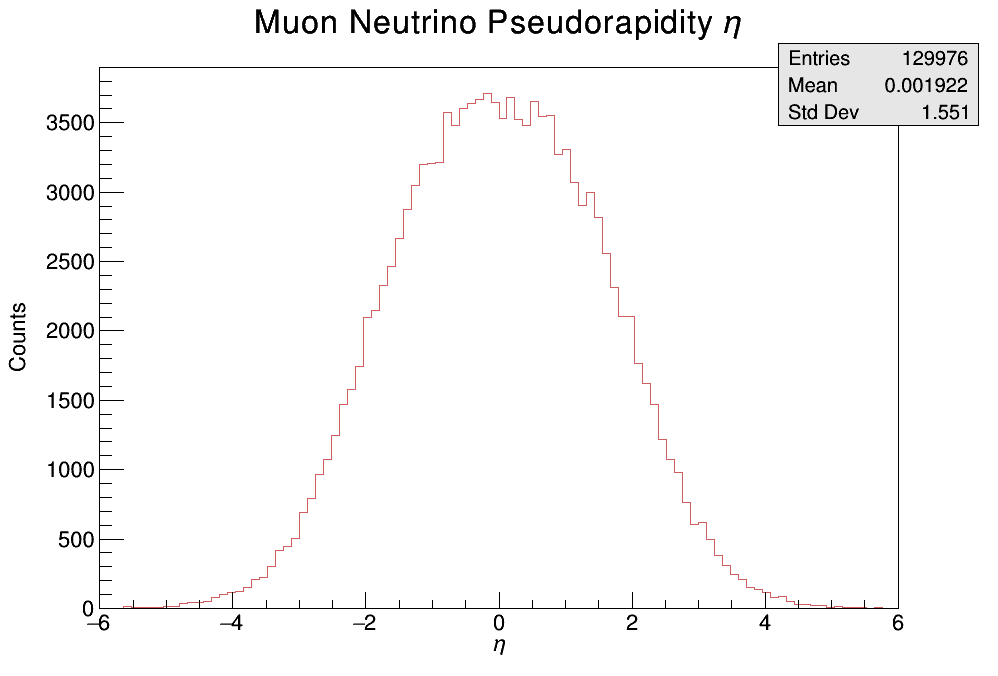 Muon Neutrino Pseudorapidity η
Entries 129976
Mean 0.001922
Std Dev 1.551
3500
3000
2500
2000
1500
1000
500
0
Counts
−6 −4 −2 0 2 4 6
η